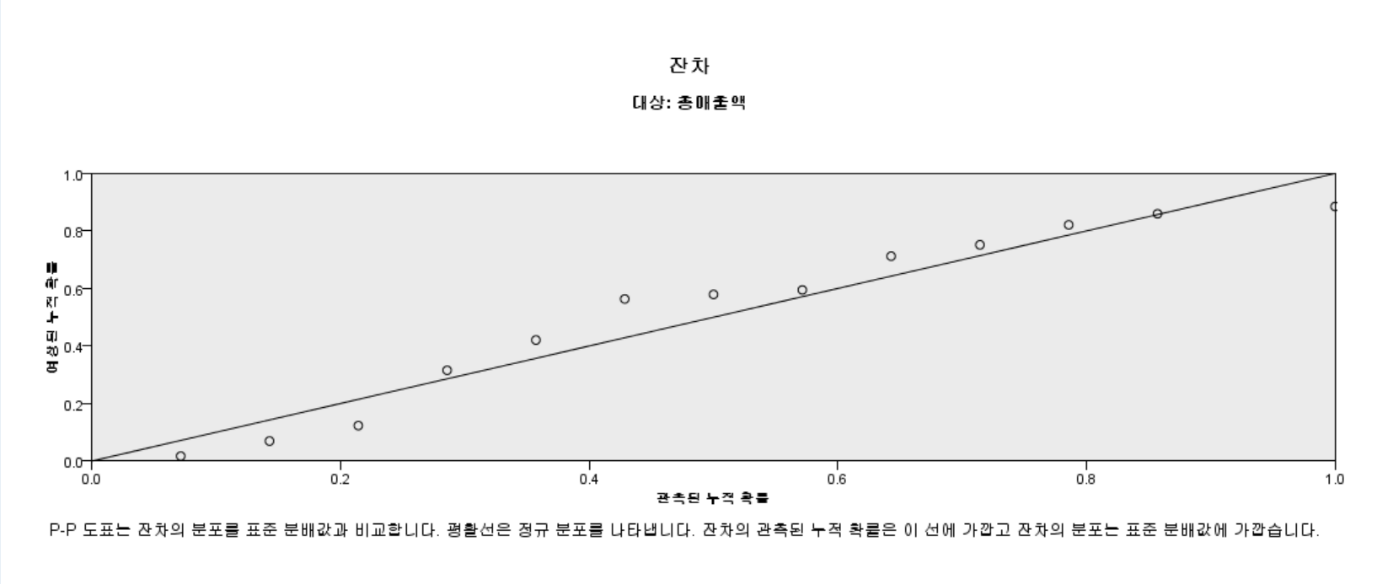 잔차
대상: 총매출액
1.0
0.8
0.6
0.4
0.2
0.0
예상된 누적 확률
0.0
0.2
0.4
0.6
0.8
1.0
관측된 누적 확률
P-P 도표는 잔차의 분포를 표준 분배값과 비교합니다. 평활선은 정규 분포를 나타냅니다. 잔차의 관측된 누적 확률은 이 선에 가깝고 잔차의 분포는 표준 분배값에 가깝습니다.